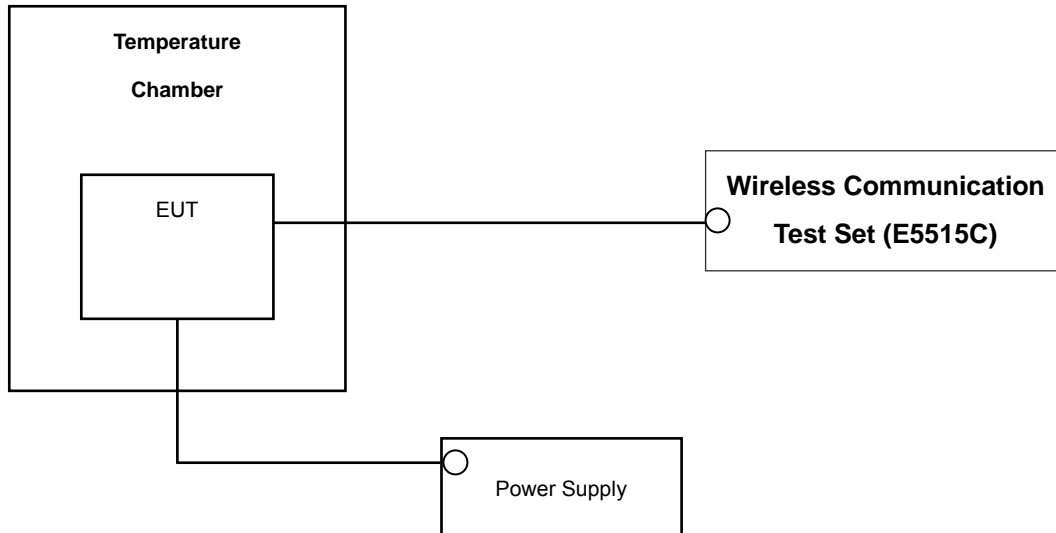 Temperature
Chamber
EUT
Wireless Communication
Test Set (E5515C)
Power Supply